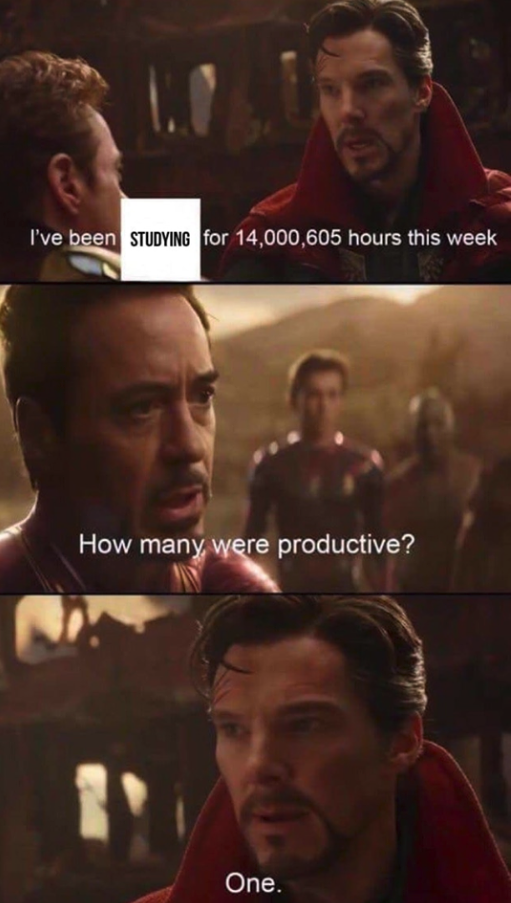 I've been STUDYING for 14,000,605 hours this week
How many were productive?
One.